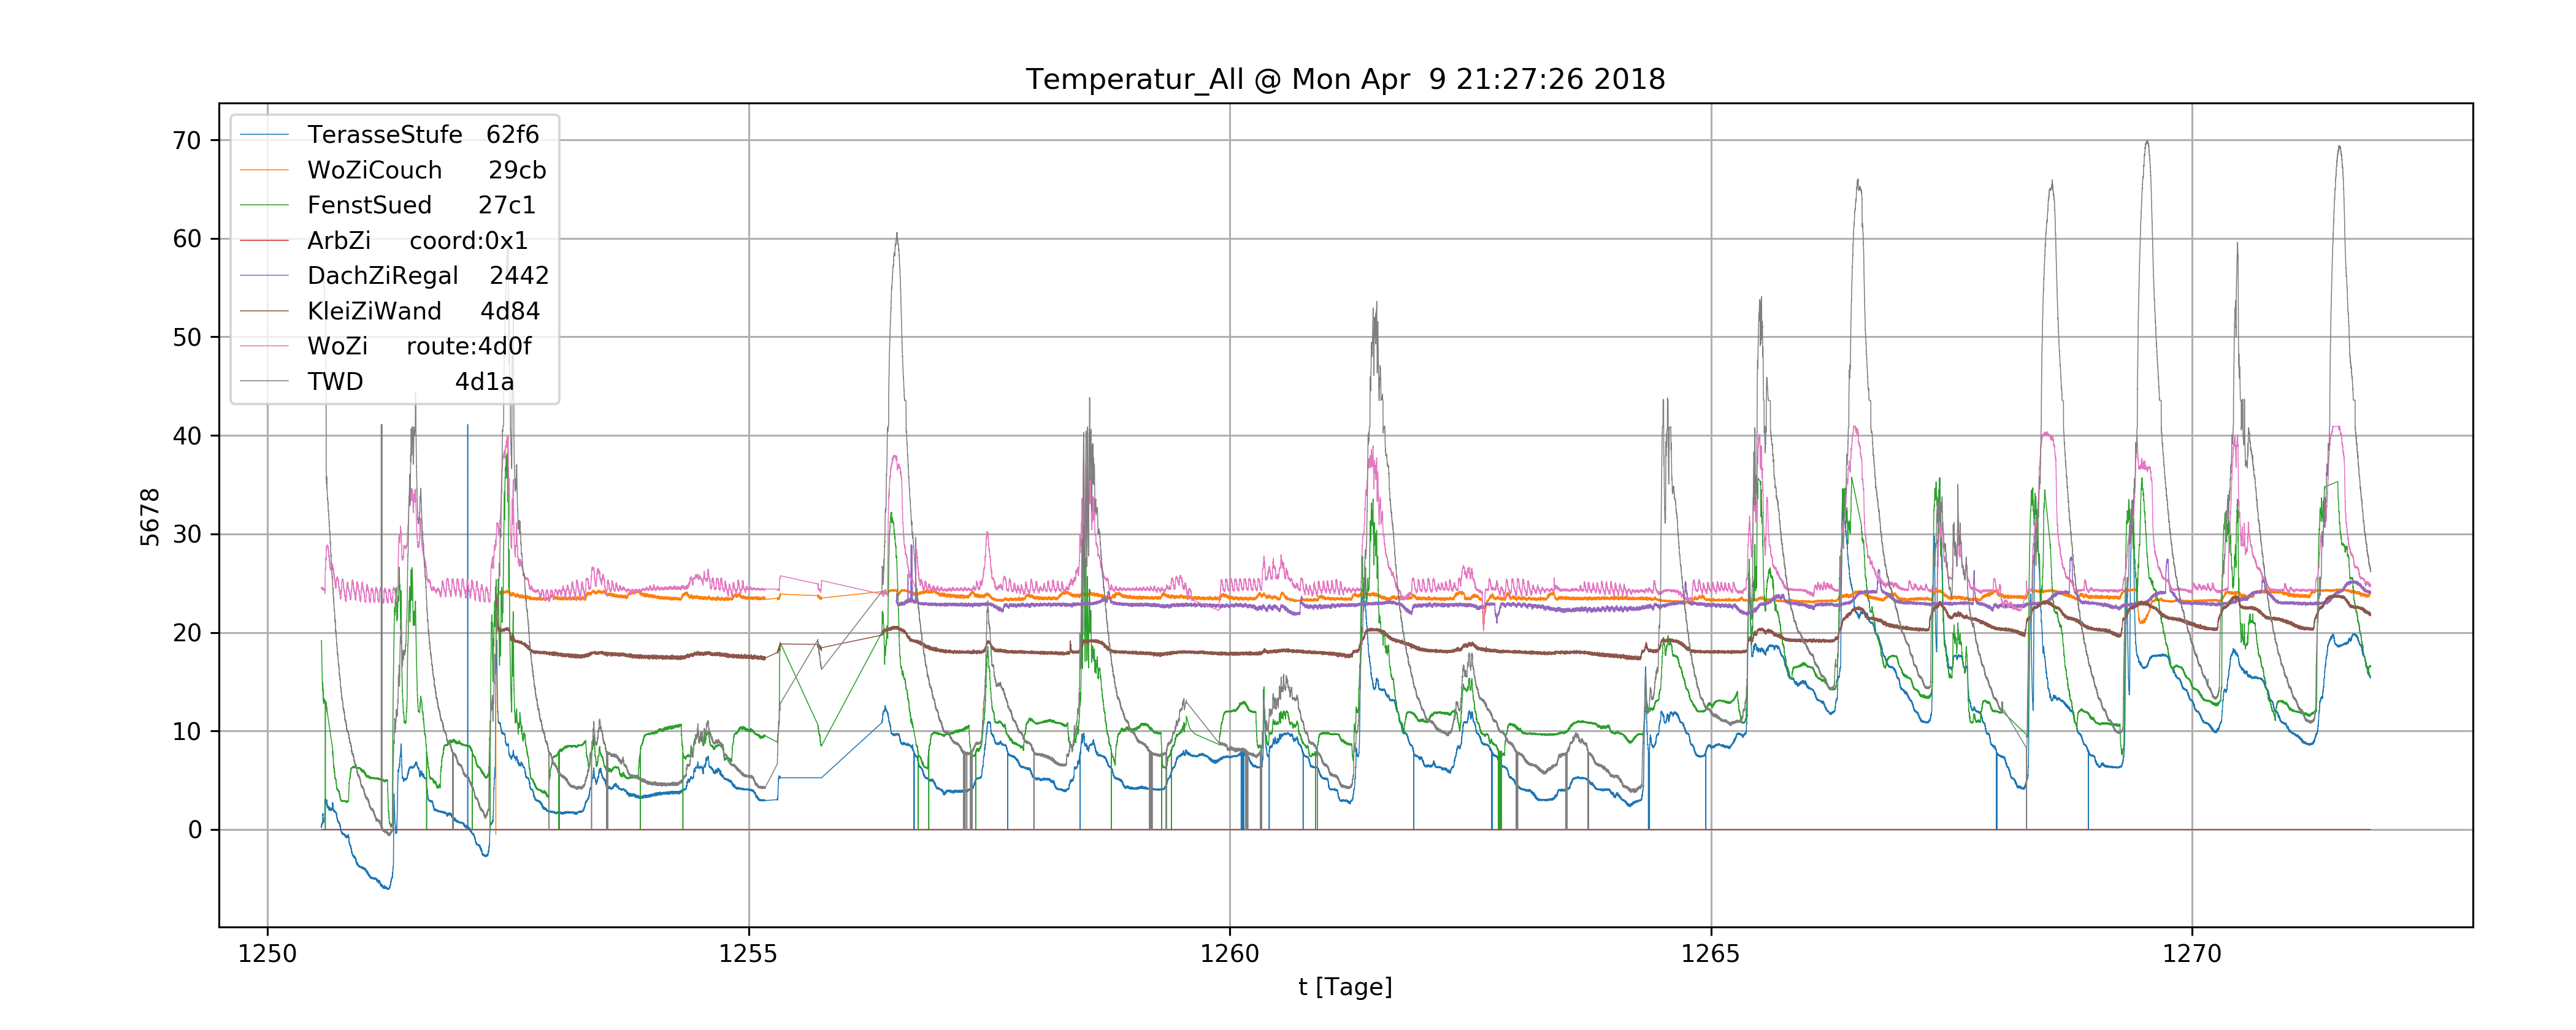 Temperatur_All @ Mon Apr  9 21:27:26 2018
70
60
50
40
30
20
10
0
5678
TerasseStufe 62f6
WoZiCouch 29cb
FenstSued 27c1
ArbZi coord:0x1
DachZiRegal 2442
KleiZiWand 4d84
WoZi route:4d0f
TWD 4d1a
1250 1255 1260 1265 1270
t [Tage]